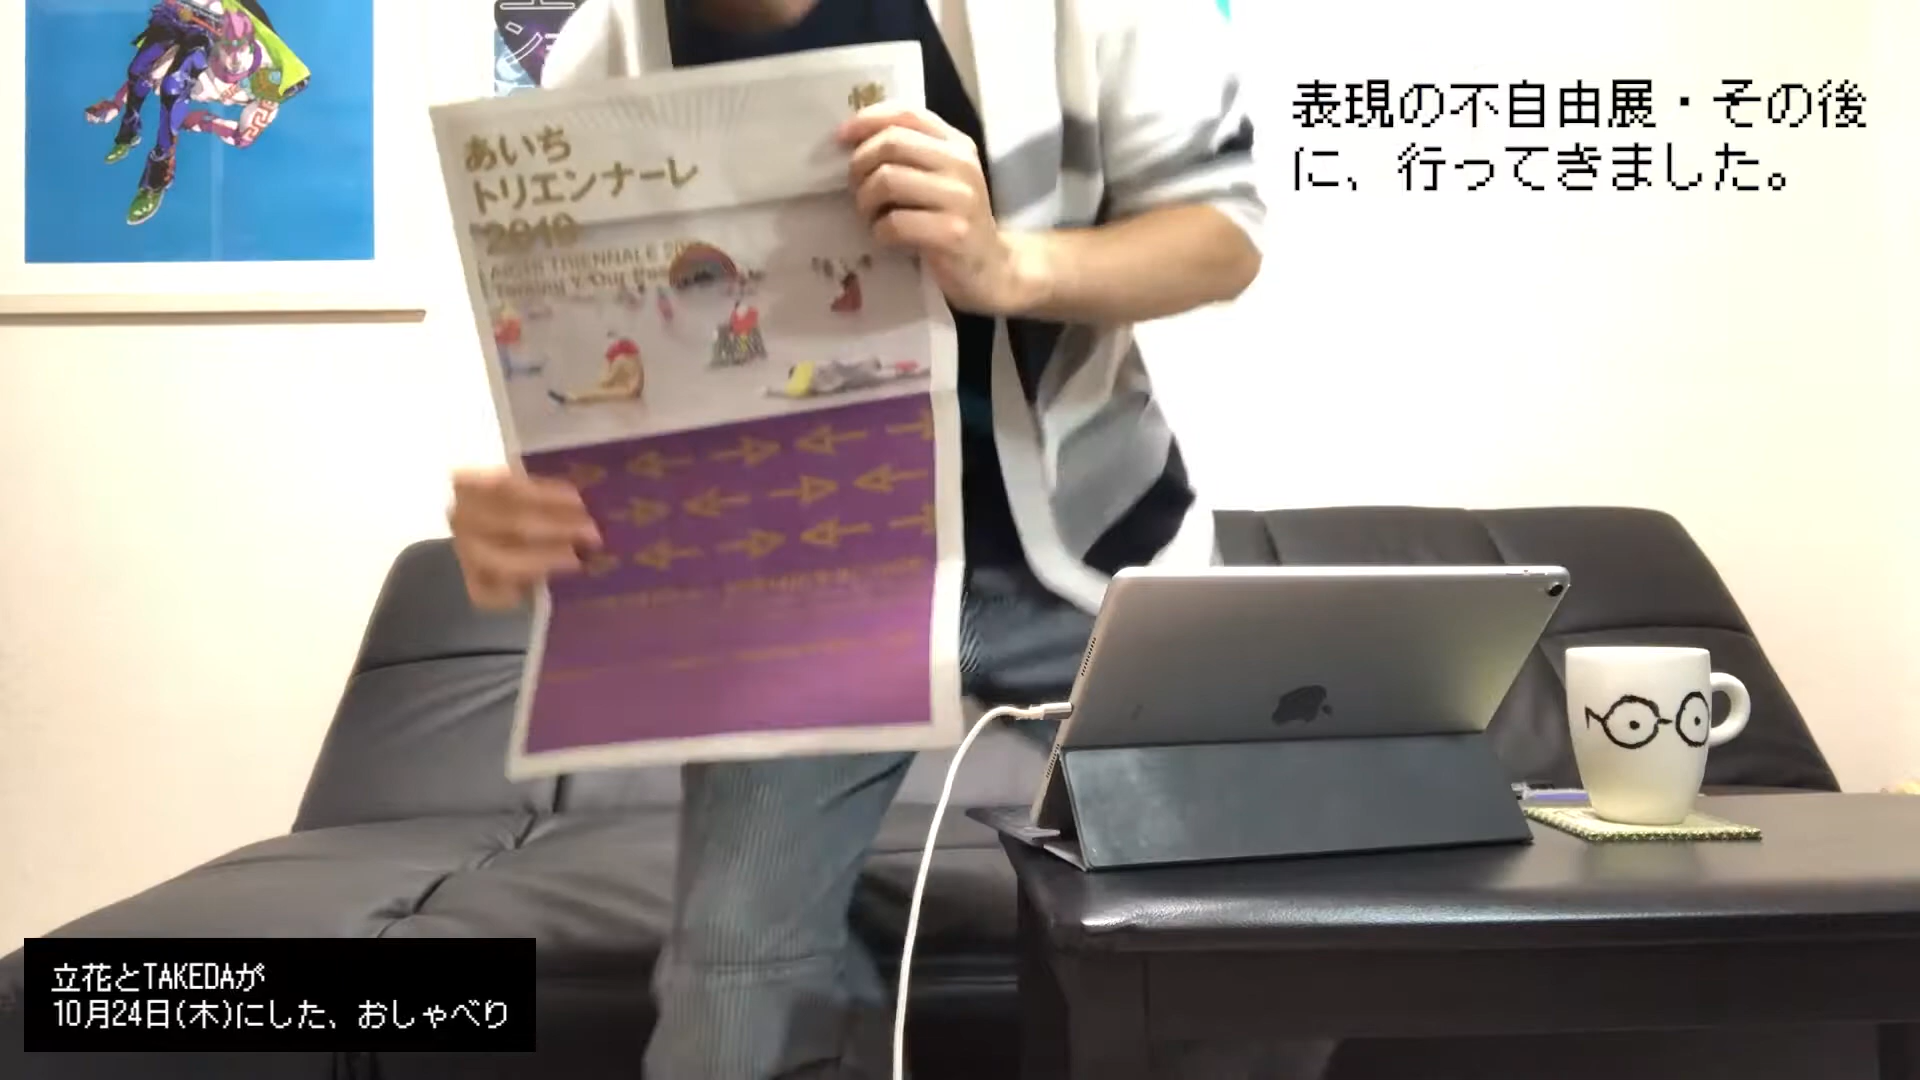 表現の不自由展・その後
に、行ってきました。
あいち
トリエンナーレ
2019
AICHI TRIENNALE
立花とTAKEDAが
10月24日(木)にした、おしゃべり